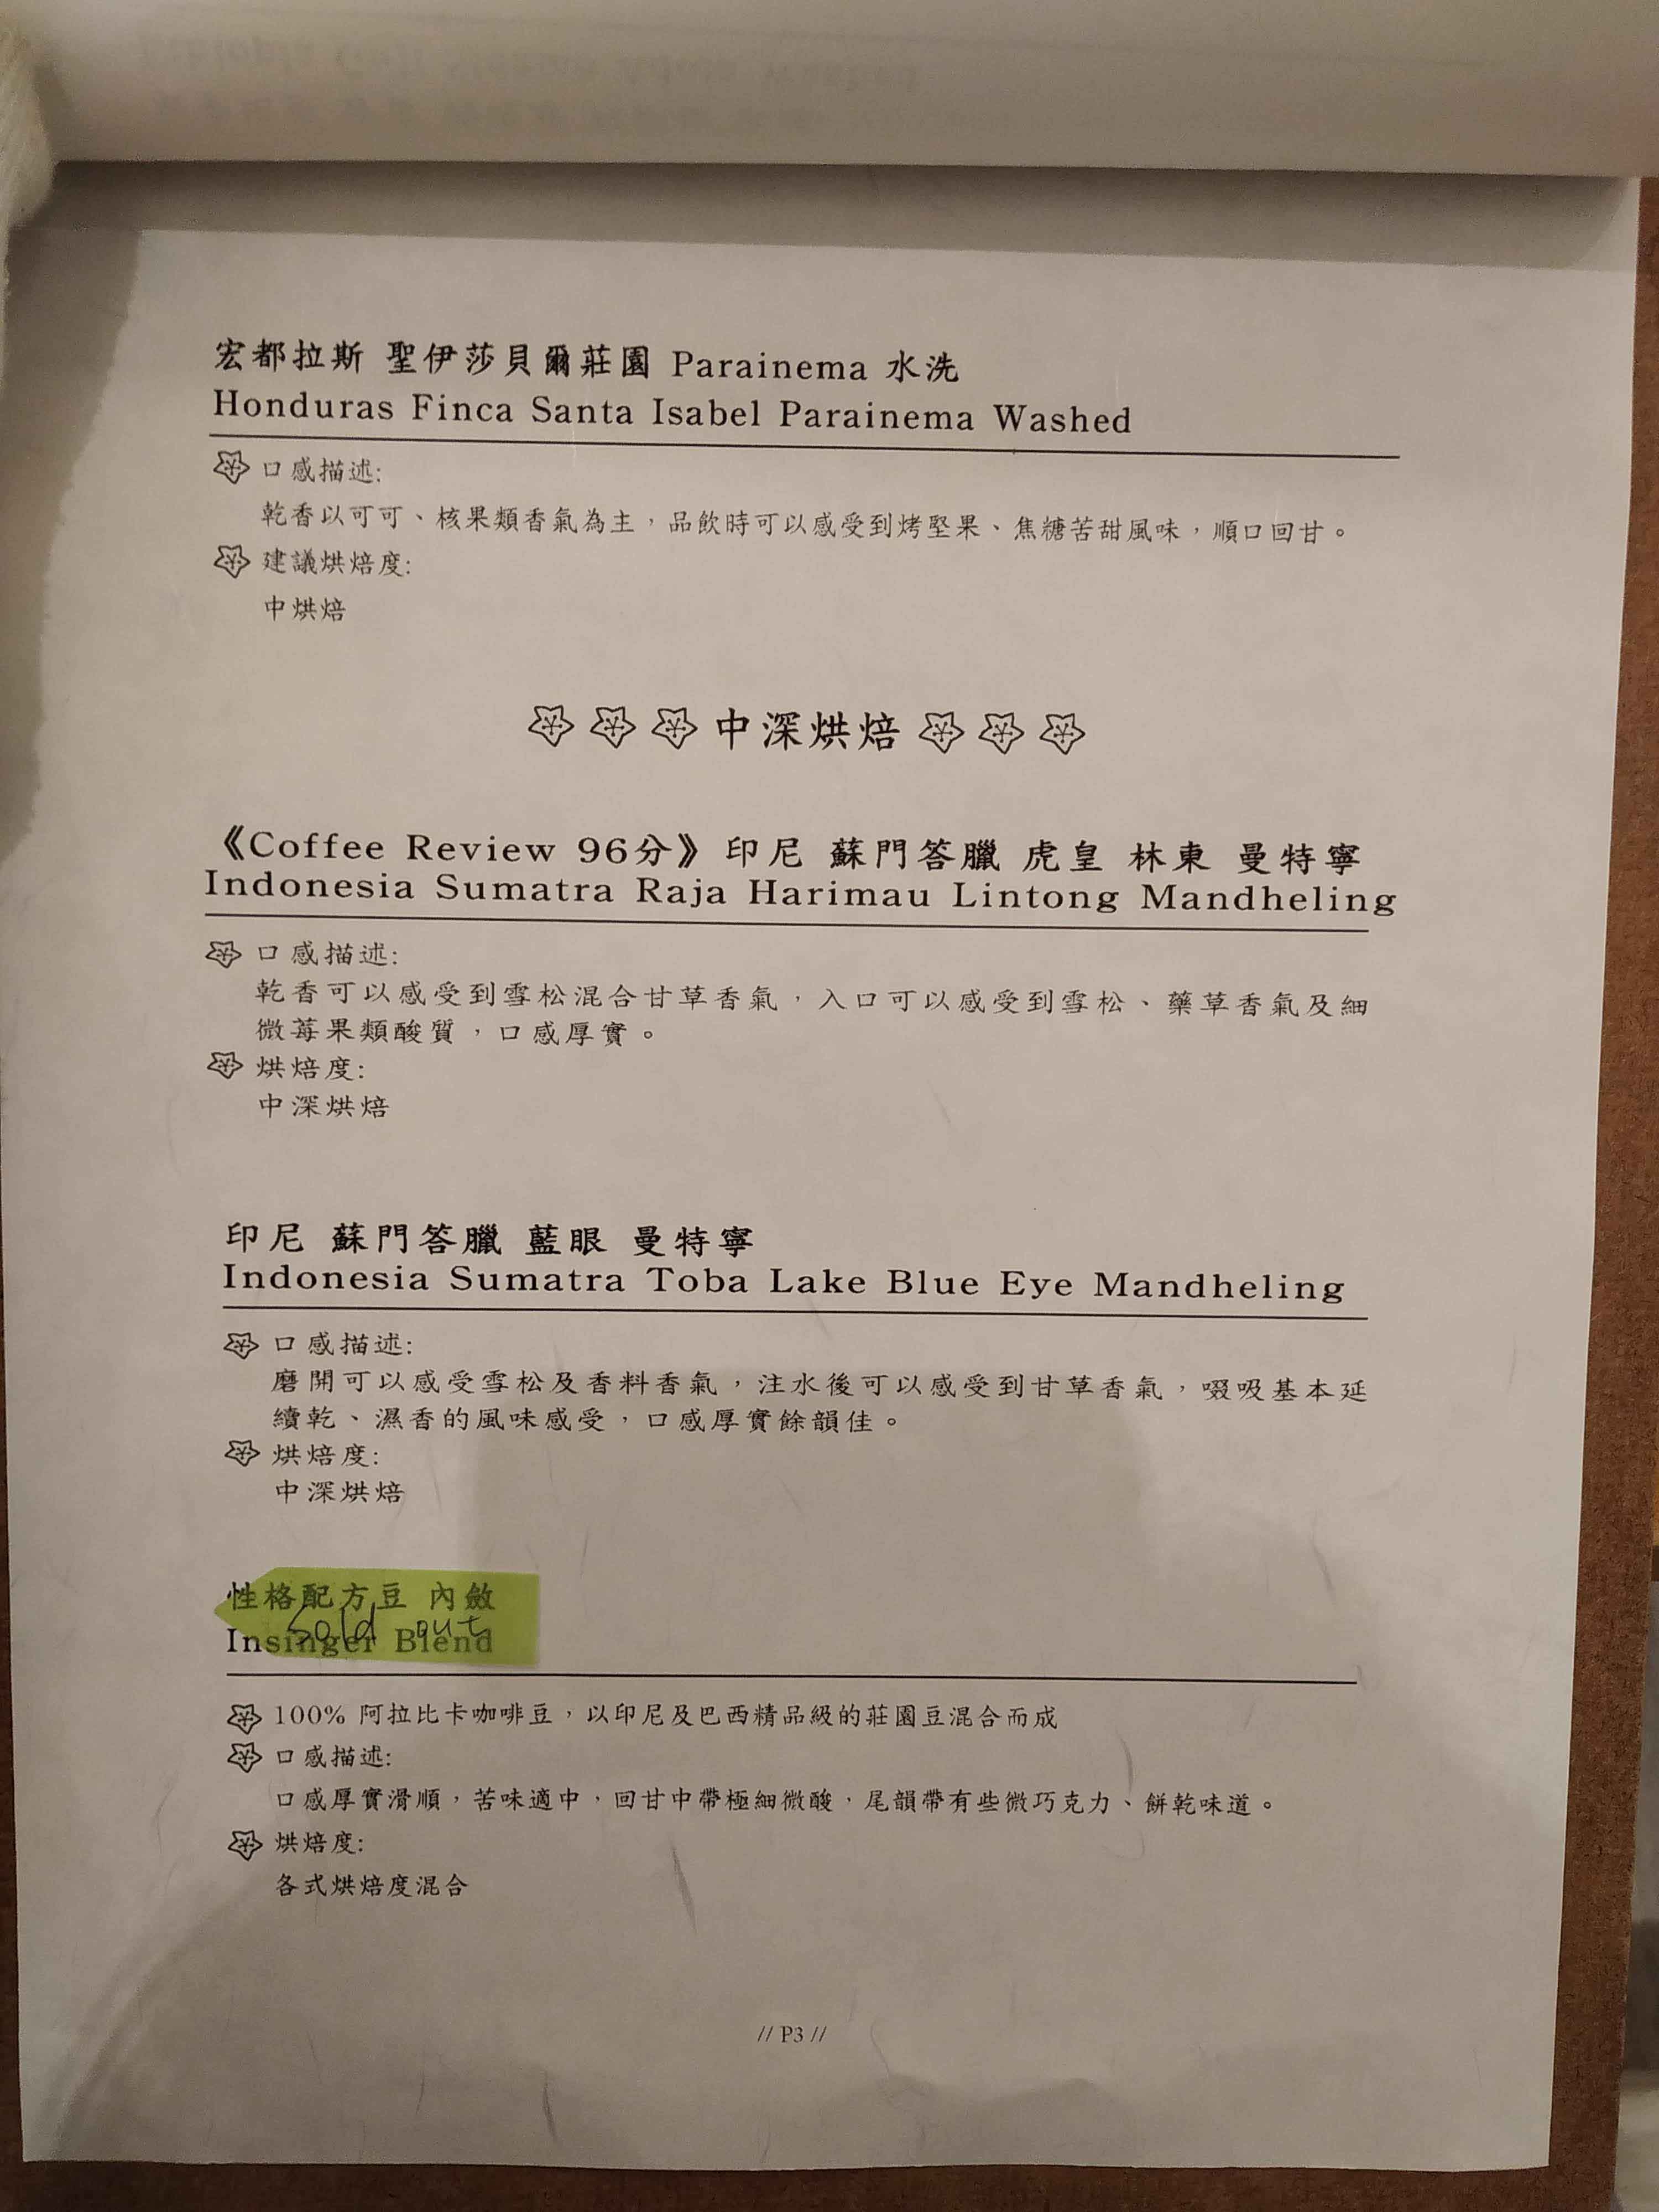 宏都拉斯 聖伊莎貝爾莊園 Parainema 水洗
Honduras Finca Santa Isabel Parainema Washed
口感描述:
乾香以可可、核果類香氣為主，品飲時可以感受到烤堅果、焦糖苦甜風味，順口回甘。
建議烘焙度:
中烘焙
中深烘焙
《Coffee Review 96分》印尼 蘇門答臘 虎皇 林東 曼特寧
Indonesia Sumatra Raja Harimau Lintong Mandheling
口感描述:
乾香可以感受到雪松混合甘草香氣，入口可以感受到雪松、藥草香氣及細
微莓果類酸質，口感厚實。
烘焙度:
中深烘焙
印尼 蘇門答臘 藍眼 曼特寧
Indonesia Sumatra Toba Lake Blue Eye Mandheling
口感描述:
磨開可以感受雪松及香料香氣，注水後可以感受到甘草香氣，啜吸基本延
續乾、濕香的風味感受，口感厚實餘韻佳。
烘焙度:
中深烘焙
性格配方豆 內斂
Sold out
Insinger Blend
100% 阿拉比卡咖啡豆，以印尼及巴西精品級的莊園豆混合而成
口感描述:
口感厚實滑順，苦味適中，回甘中帶極細微酸，尾韻帶有些微巧克力、餅乾味道。
烘焙度:
各式烘焙度混合
// P3 //